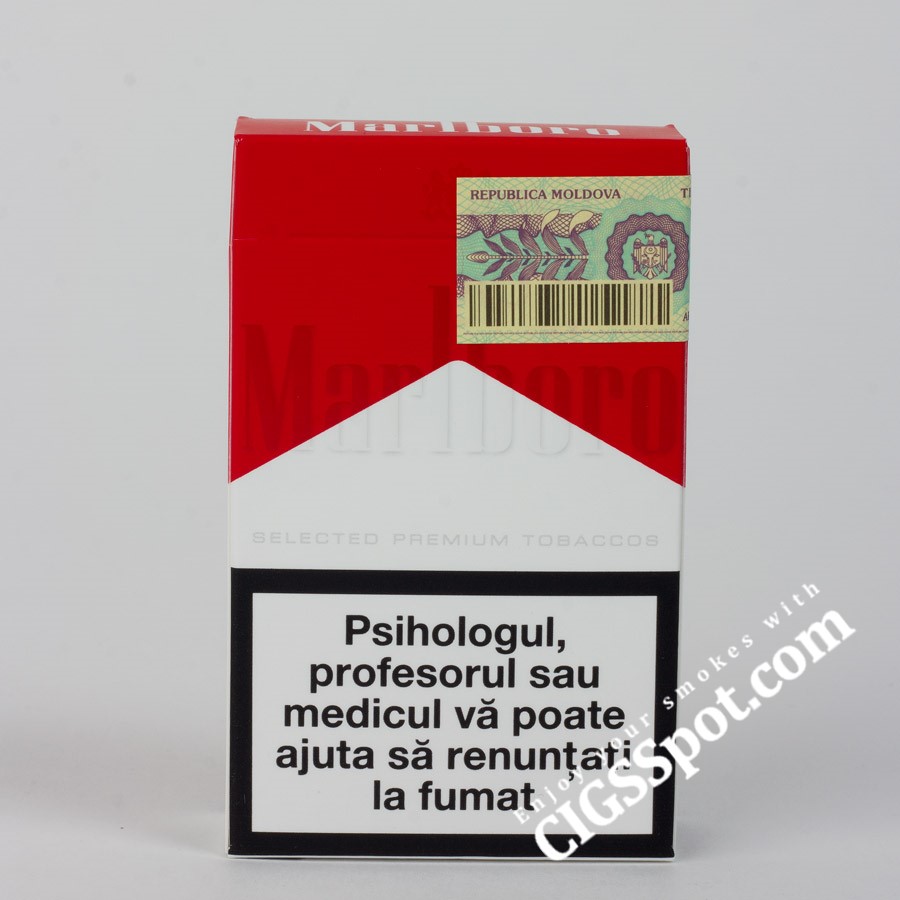 Marlboro
REPUBLICA MOLDOVA
Marlboro
SELECTED PREMIUM TOBACCOS
Psihologul,
profesorul sau
medicul vă poate
ajuta să renunțați
la fumat
Enjoy your smokes with
CIGSSpot.com